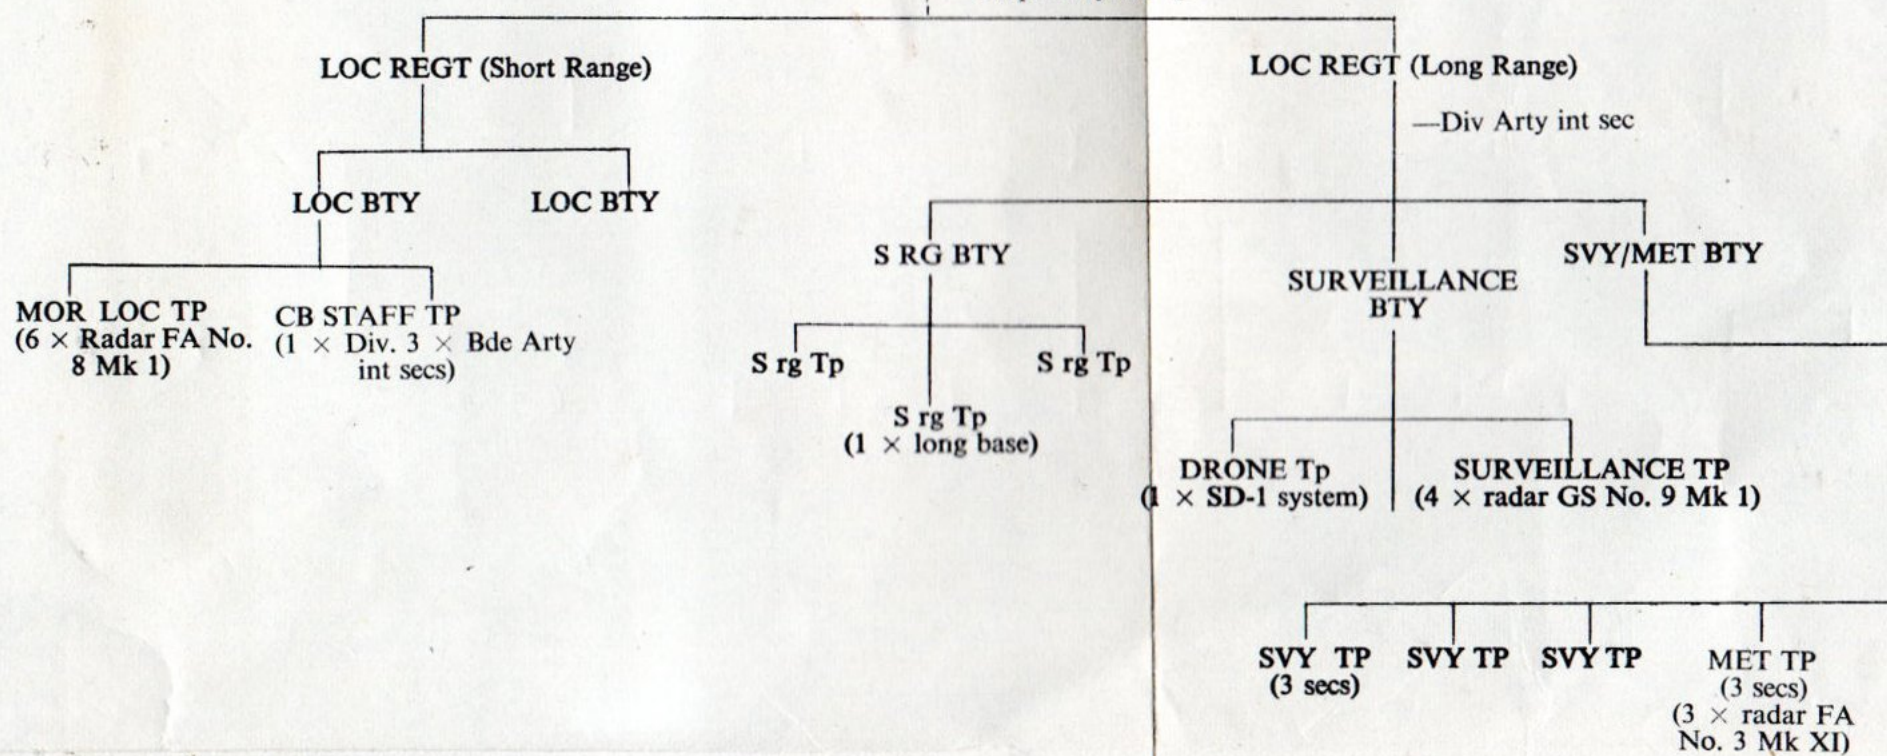 LOC REGT (Short Range)
LOC REGT (Long Range)
—Div Arty int sec
LOC BTY
LOC BTY
S RG BTY
SURVEILLANCE
BTY
SVY/MET BTY
MOR LOC TP
(6 × Radar FA No.
8 Mk 1)
CB STAFF TP
(1 × Div. 3 × Bde Arty
int secs)
S rg Tp
S rg Tp
S rg Tp
(1 × long base)
DRONE Tp
(1 × SD-1 system)
SURVEILLANCE TP
(4 × radar GS No. 9 Mk 1)
SVY TP
(3 secs)
SVY TP
SVY TP
MET TP
(3 secs)
(3 × radar FA
No. 3 Mk XI)